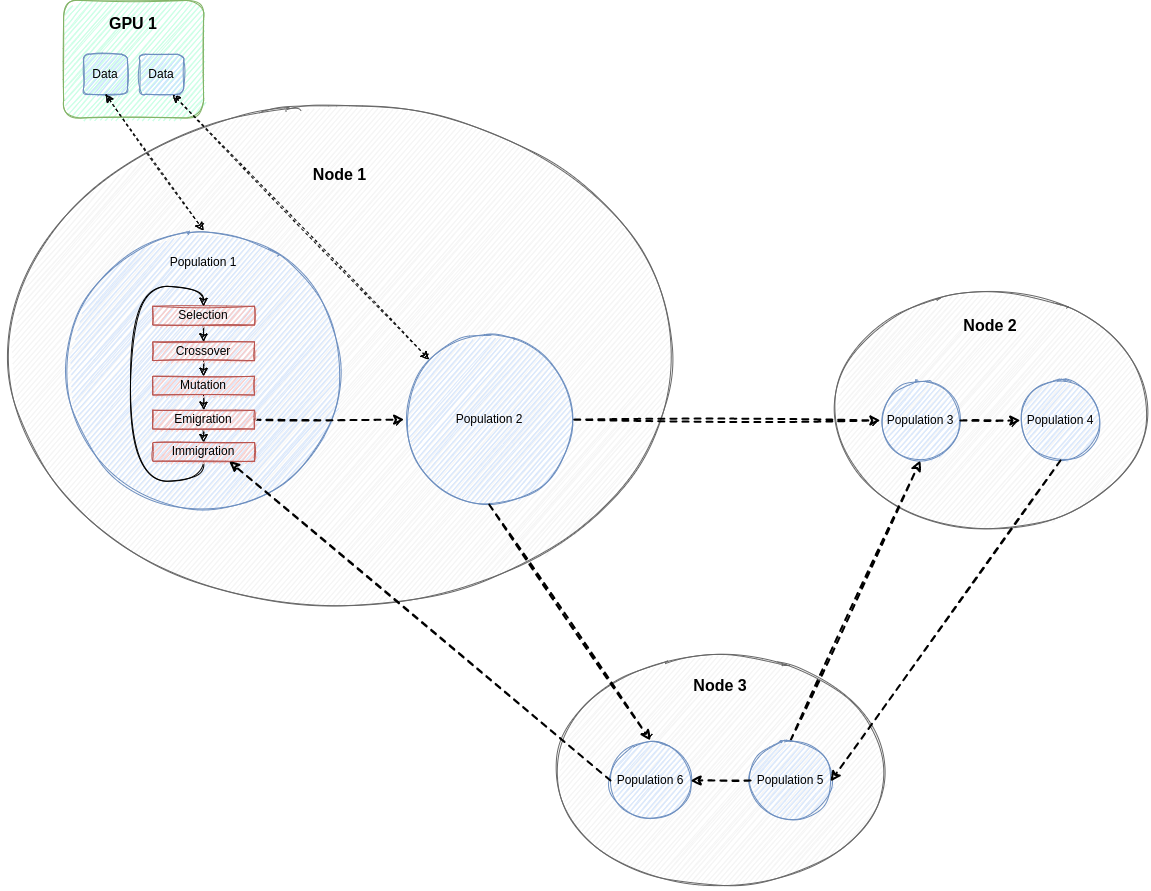 GPU 1
Data
Data
Node 1
Population 1
Selection
Crossover
Mutation
Emigration
Immigration
Population 2
Node 2
Population 3
Population 4
Node 3
Population 6
Population 5